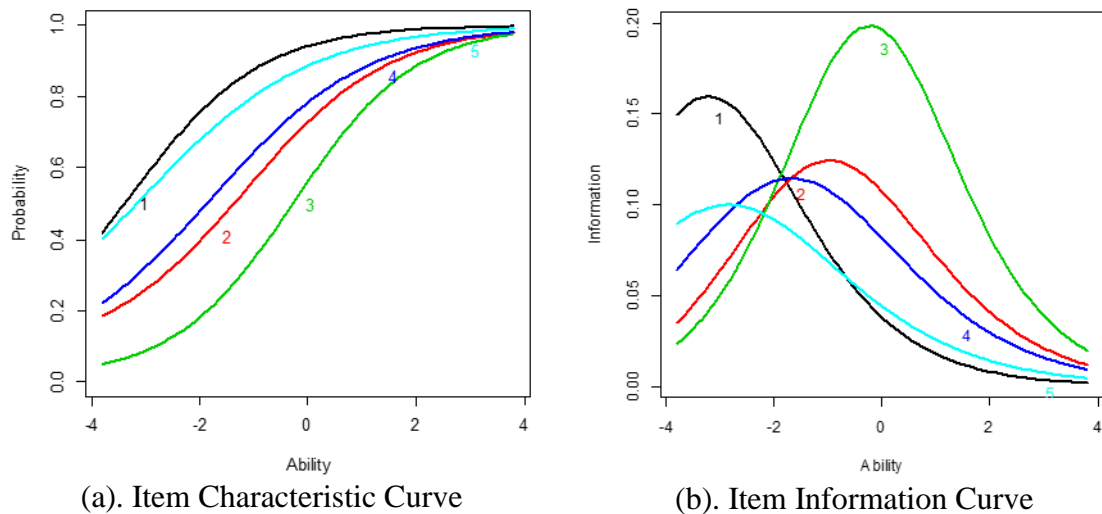 1.0
0.8
0.6
0.4
0.2
0.0
Probability
-4 -2 0 2 4
Ability
1
2
3
4
5
(a). Item Characteristic Curve
0.20
0.15
0.10
0.05
0.00
Information
-4 -2 0 2 4
Ability
1
2
3
4
5
(b). Item Information Curve